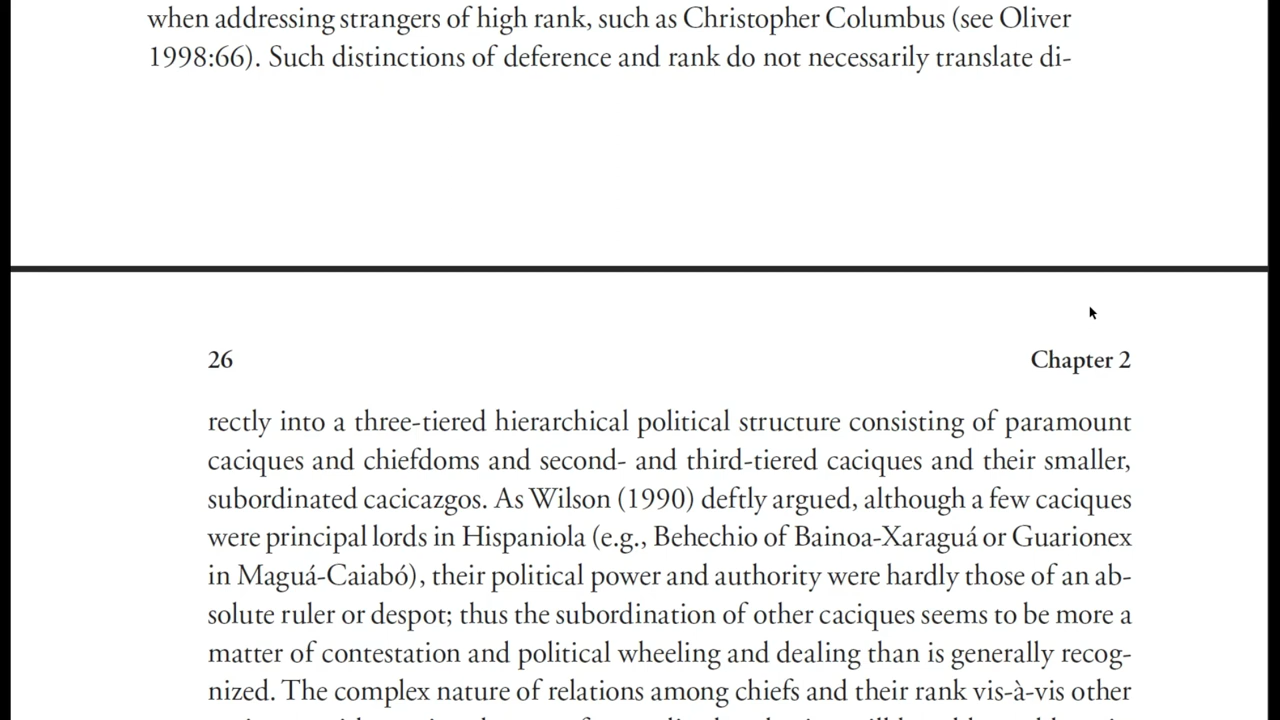 when addressing strangers of high rank, such as Christopher Columbus (see Oliver
1998:66). Such distinctions of deference and rank do not necessarily translate di-
26 Chapter 2
rectly into a three-tiered hierarchical political structure consisting of paramount
caciques and chiefdoms and second- and third-tiered caciques and their smaller,
subordinated cacicazgos. As Wilson (1990) deftly argued, although a few caciques
were principal lords in Hispaniola (e.g., Behechio of Bainoa-Xaraguá or Guarionex
in Maguá-Caiabó), their political power and authority were hardly those of an ab-
solute ruler or despot; thus the subordination of other caciques seems to be more a
matter of contestation and political wheeling and dealing than is generally recog-
nized. The complex nature of relations among chiefs and their rank vis-à-vis other